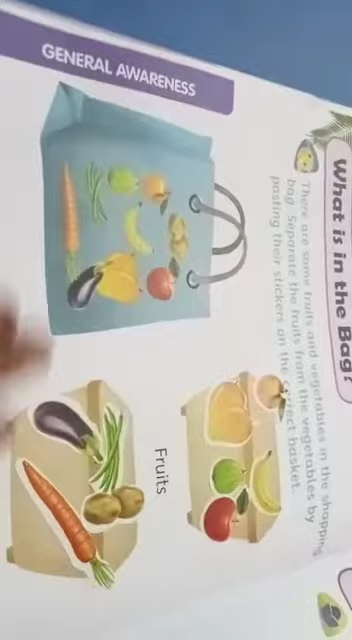 GENERAL AWARENESS
What is in the Bag?
There are some fruits and vegetables in the shopping
bag. Separate the fruits from the vegetables by
pasting their stickers on the correct basket.
Fruits